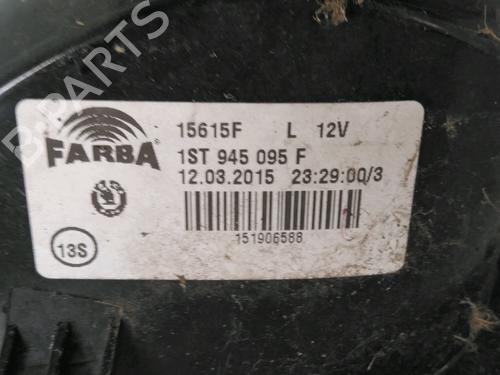 B-PARTS
FARBA
15615F L 12V
1ST 945 095 F
12.03.2015 23:29:00/3
151906588
13S